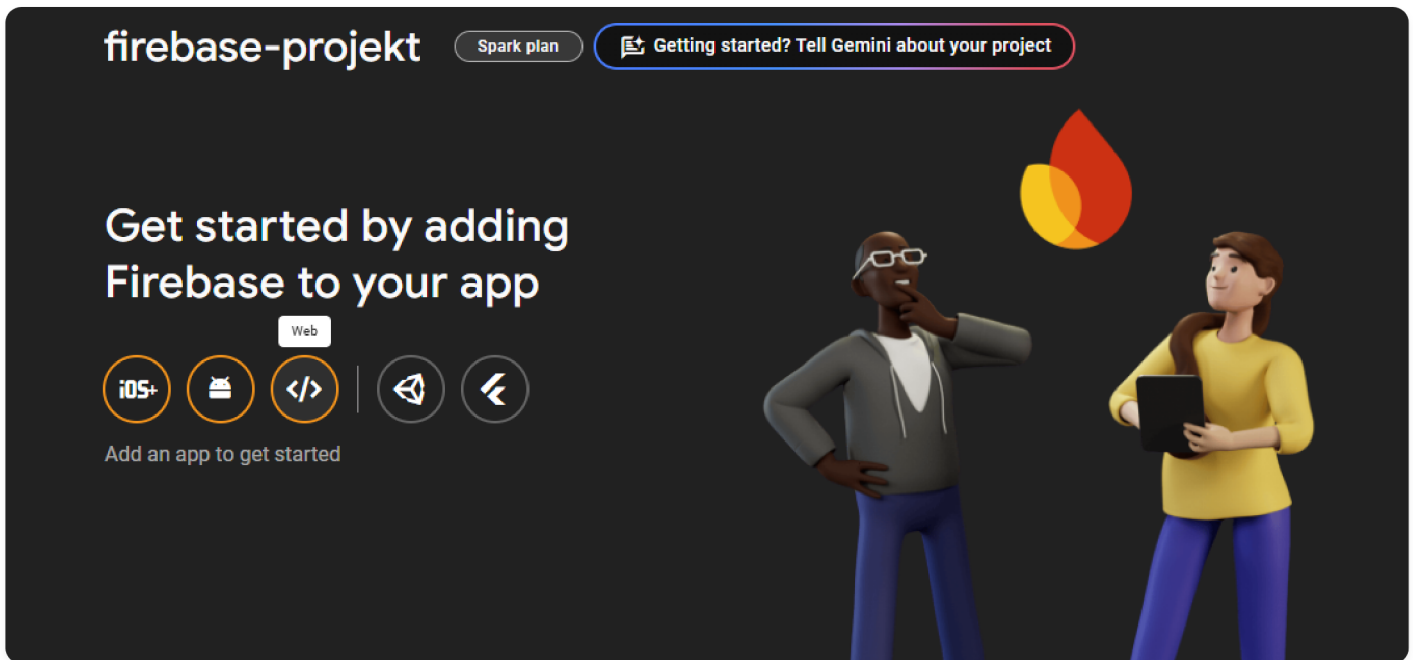 firebase-projekt
Spark plan
Getting started? Tell Gemini about your project
Get started by adding
Firebase to your app
Web
iOS+
</>
Add an app to get started